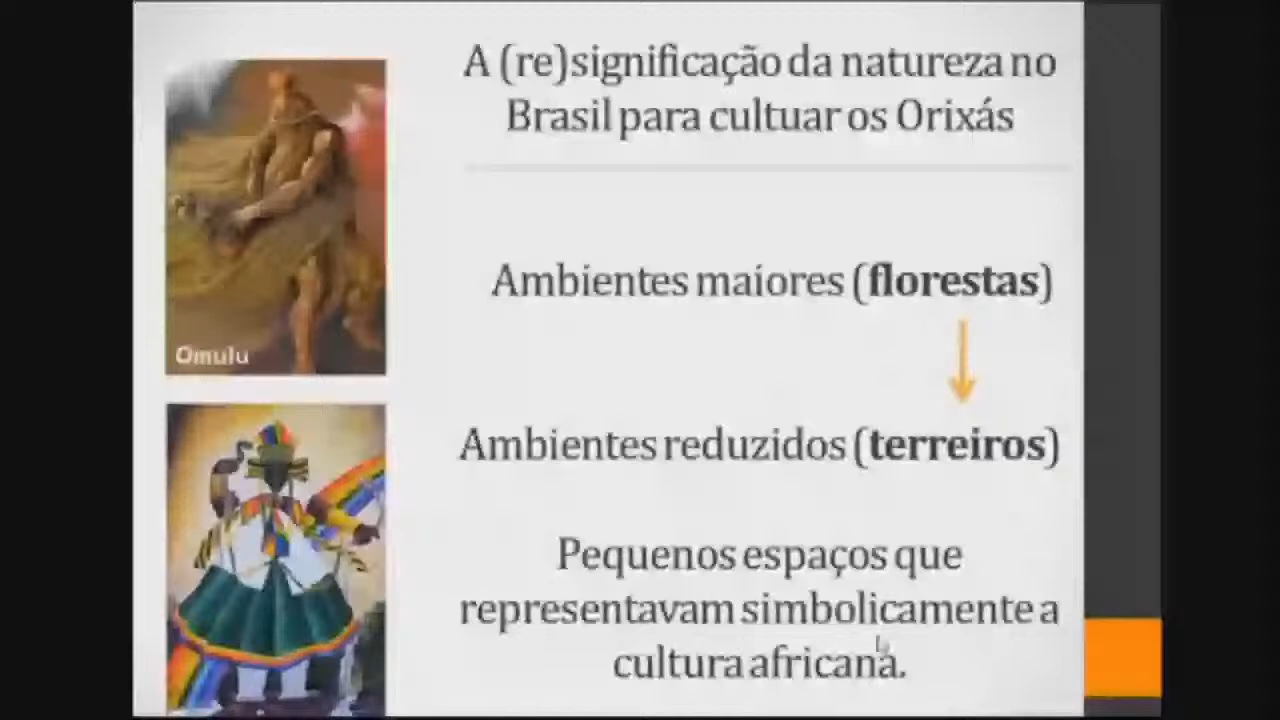 A (re)significação da natureza no
Brasil para cultuar os Orixás
Ambientes maiores (florestas)
Omulu
Ambientes reduzidos (terreiros)
Pequenos espaços que
representavam simbolicamente a
cultura africana.